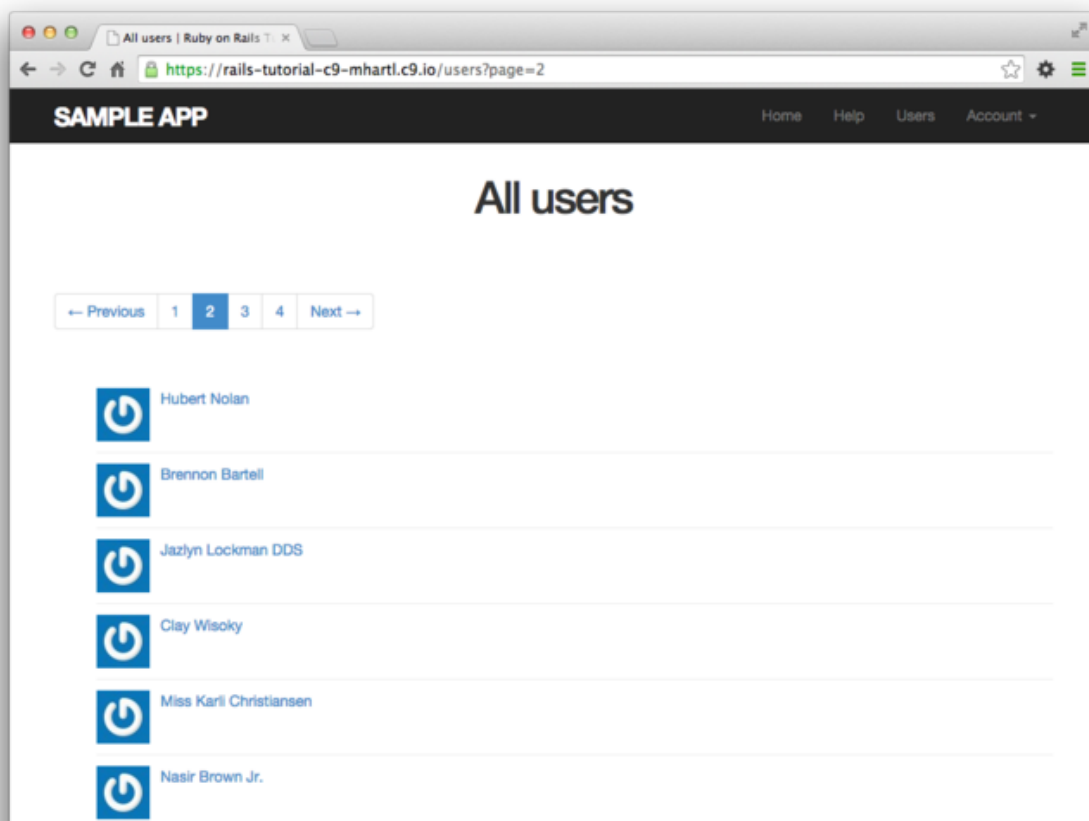 All users | Ruby on Rails T
https://rails-tutorial-c9-mhartl.c9.io/users?page=2
SAMPLE APP
Home Help Users Account
All users
← Previous 1 2 3 4 Next →
Hubert Nolan
Brennon Bartell
Jazlyn Lockman DDS
Clay Wisoky
Miss Karli Christiansen
Nasir Brown Jr.